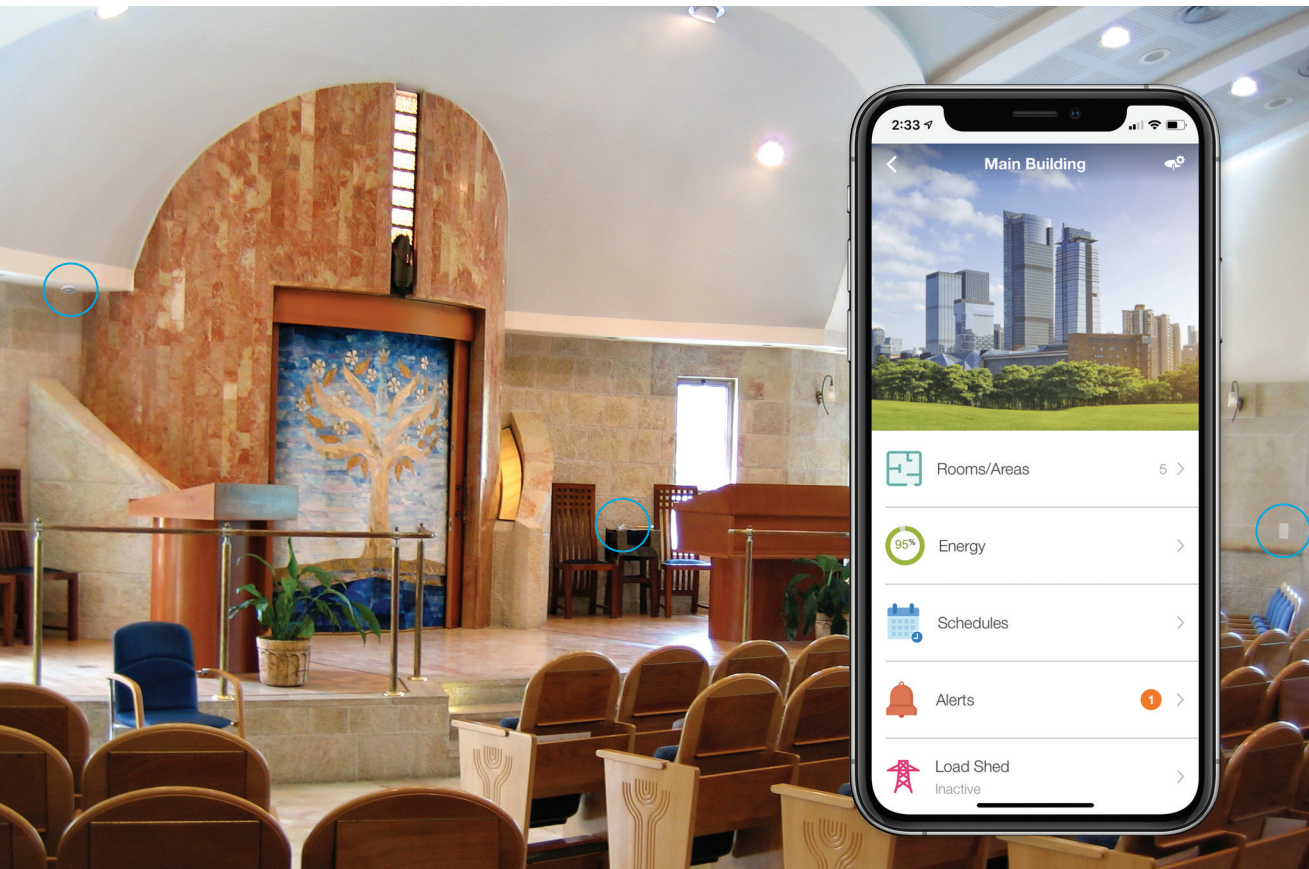 2:33
Main Building
Rooms/Areas 5
95% Energy
Schedules
Alerts 1
Load Shed
Inactive